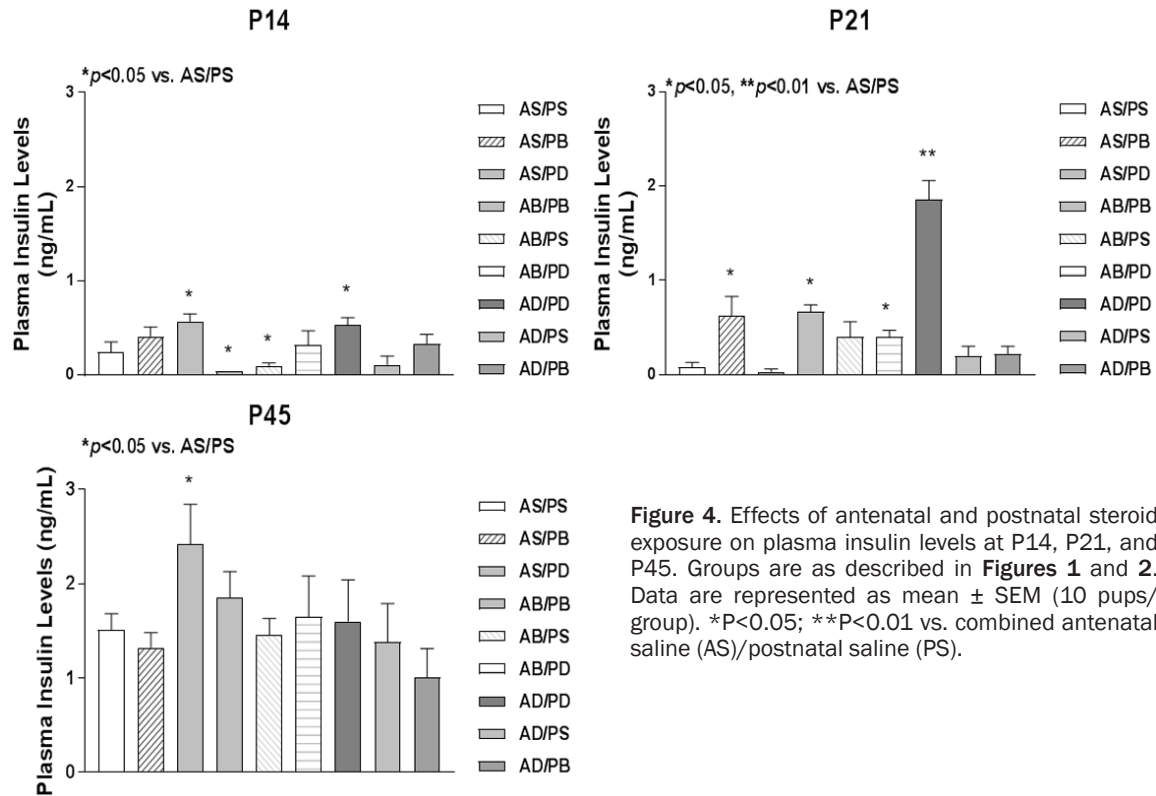 P14
*p<0.05 vs. AS/PS
Plasma Insulin Levels
(ng/mL)
3
2
1
0
*
*
*
*
AS/PS
AS/PB
AS/PD
AB/PB
AB/PS
AB/PD
AD/PD
AD/PS
AD/PB
P21
*p<0.05, **p<0.01 vs. AS/PS
Plasma Insulin Levels
(ng/mL)
3
2
1
0
*
*
*
**
AS/PS
AS/PB
AS/PD
AB/PB
AB/PS
AB/PD
AD/PD
AD/PS
AD/PB
P45
*p<0.05 vs. AS/PS
Plasma Insulin Levels (ng/mL)
3
2
1
0
*
AS/PS
AS/PB
AS/PD
AB/PB
AB/PS
AB/PD
AD/PD
AD/PS
AD/PB
Figure 4. Effects of antenatal and postnatal steroid
exposure on plasma insulin levels at P14, P21, and
P45. Groups are as described in Figures 1 and 2.
Data are represented as mean ± SEM (10 pups/
group). *P<0.05; **P<0.01 vs. combined antenatal
saline (AS)/postnatal saline (PS).